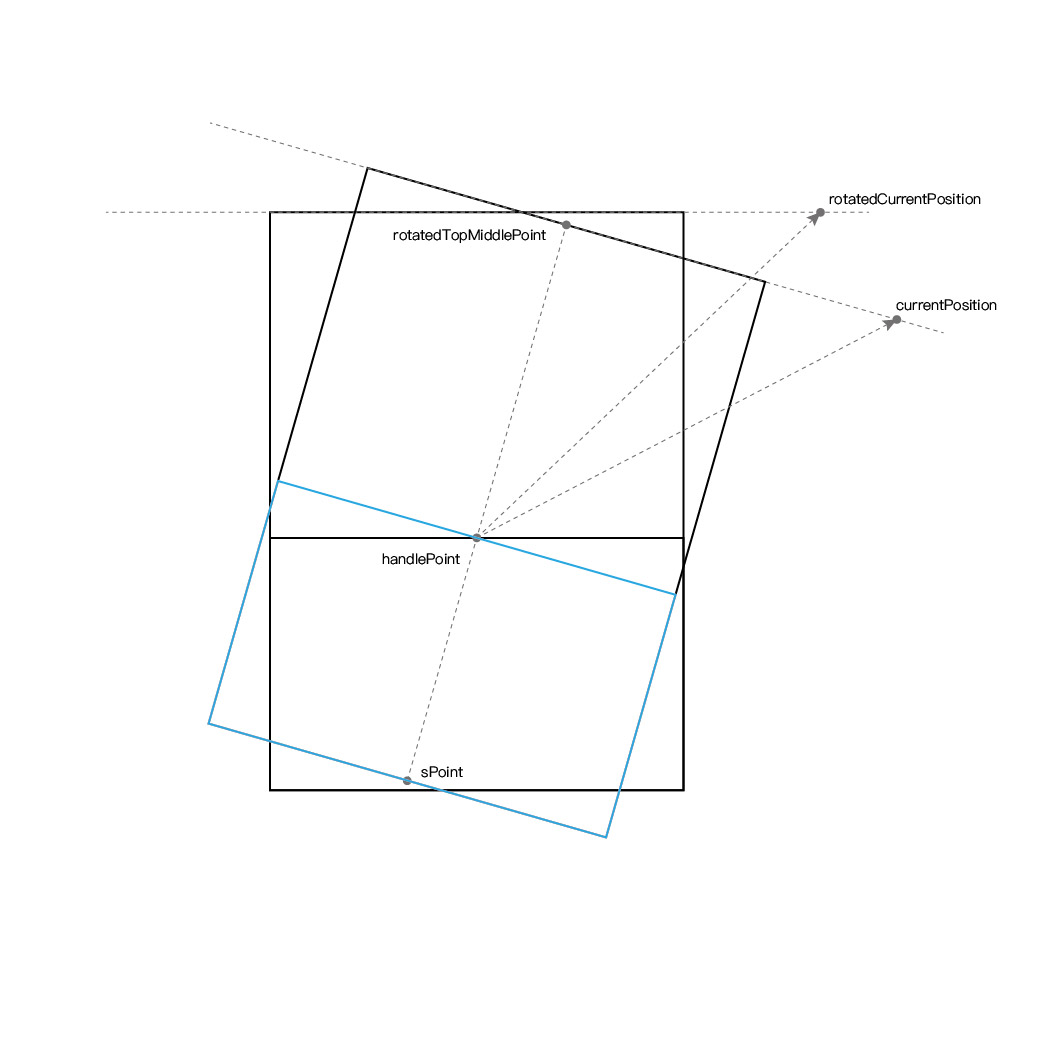 rotatedCurrentPosition
rotatedTopMiddlePoint
currentPosition
handlePoint
sPoint